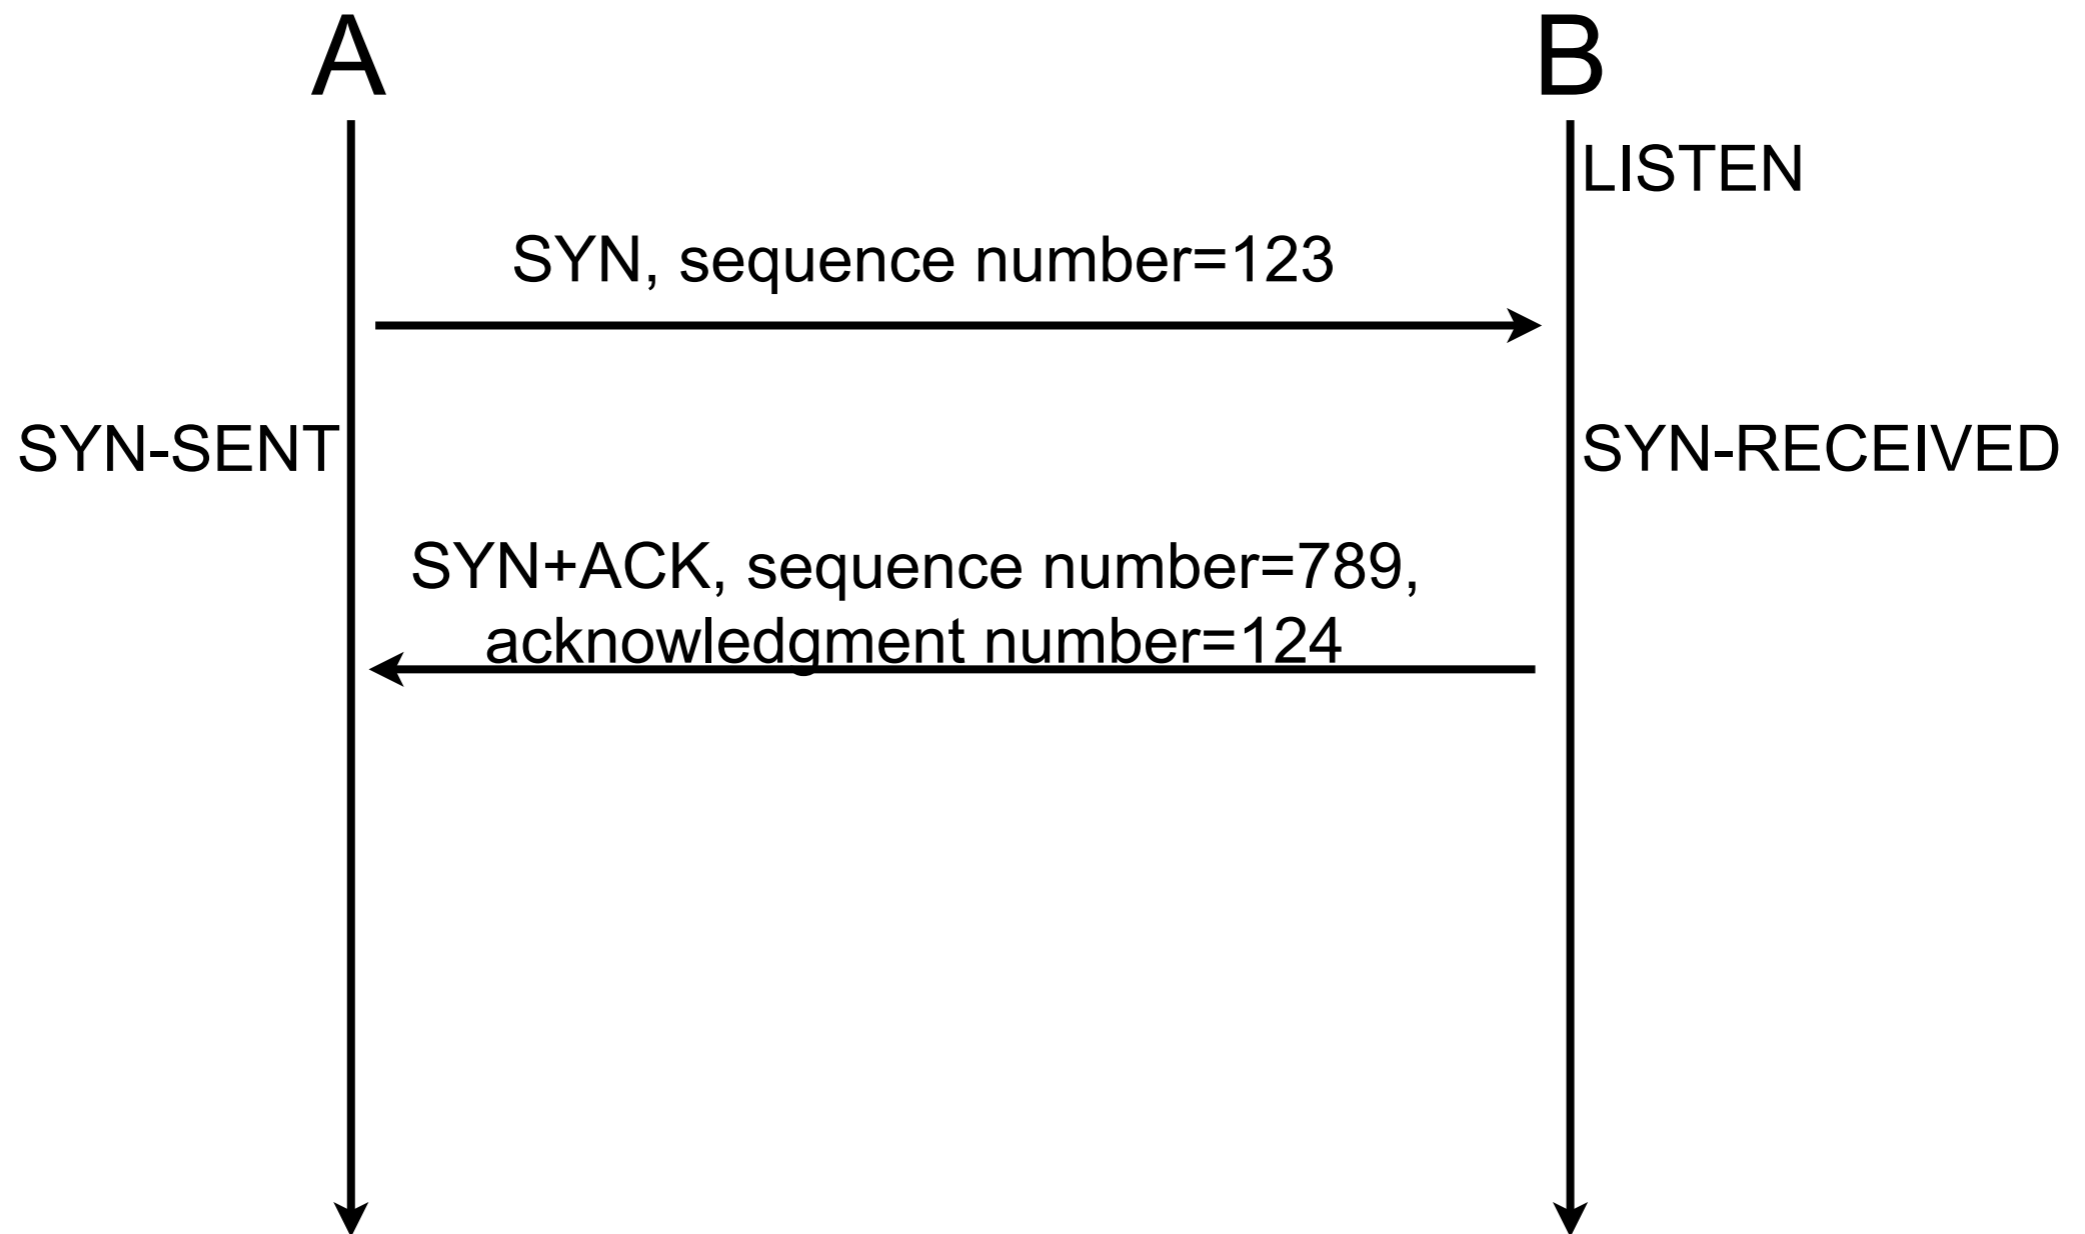 A
B
LISTEN
SYN, sequence number=123
SYN-SENT
SYN-RECEIVED
SYN+ACK, sequence number=789,
acknowledgment number=124